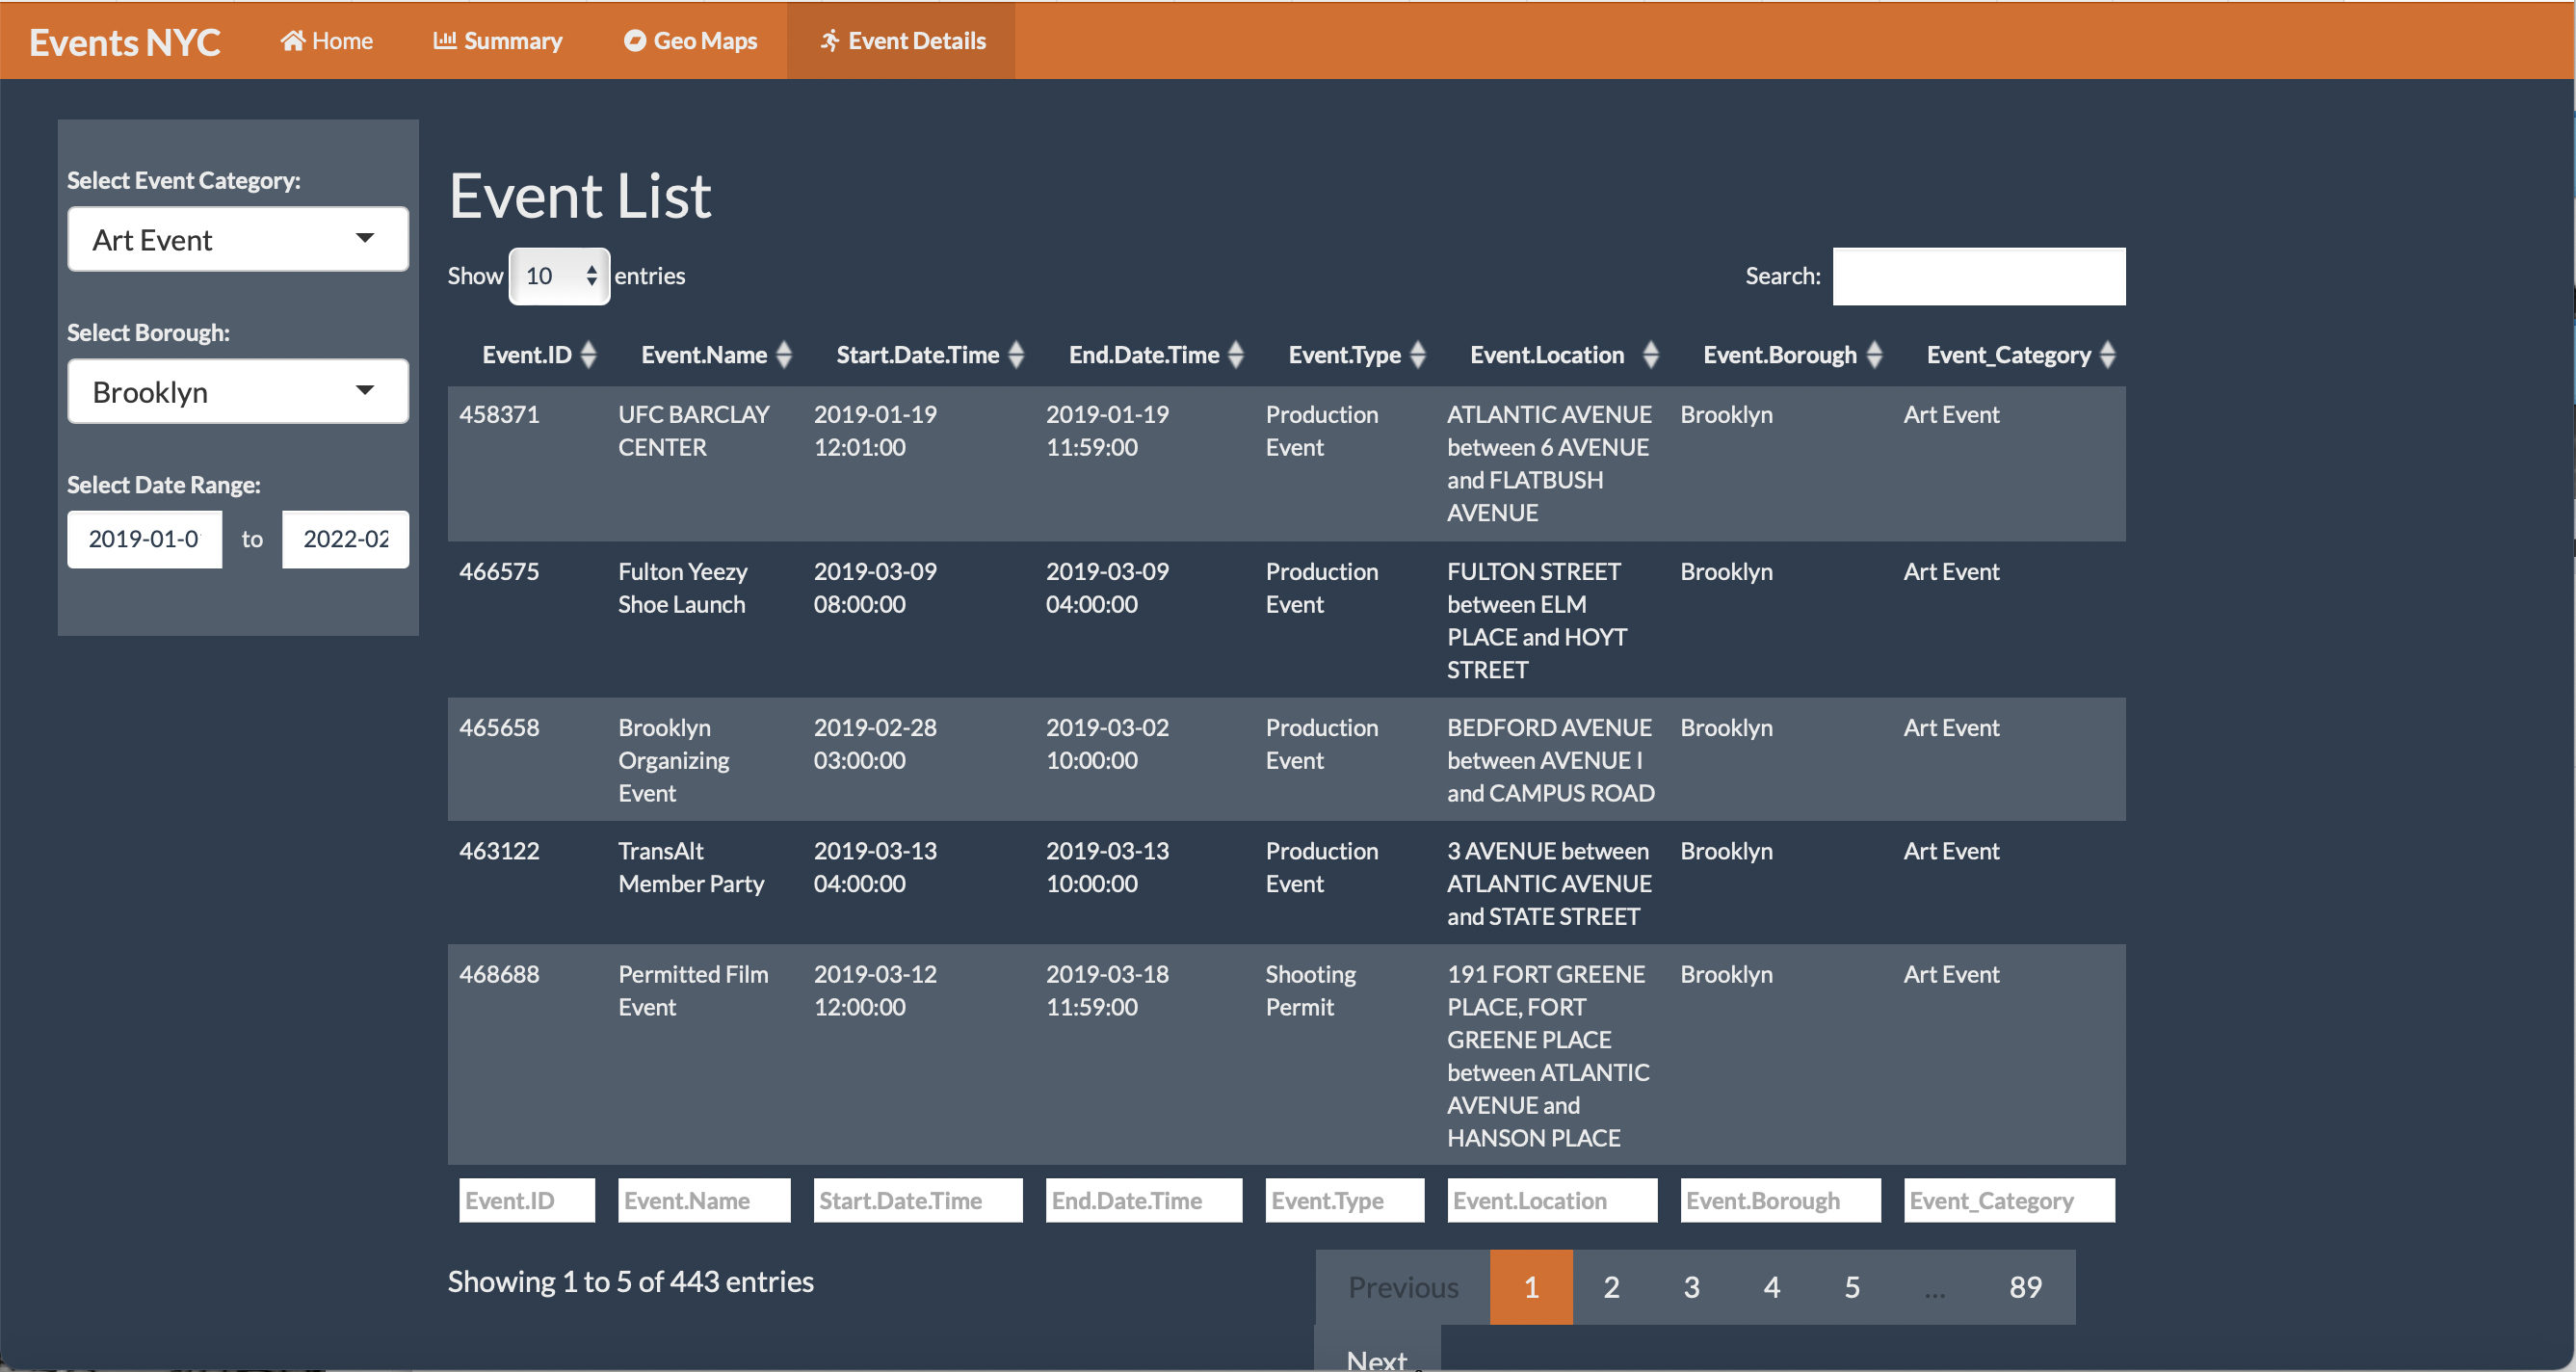 Events NYC Home Summary Geo Maps Event Details
Select Event Category:
Art Event
Select Borough:
Brooklyn
Select Date Range:
2019-01-0 to 2022-02
Event List
Show 10 entries Search:
Event.ID Event.Name Start.Date.Time End.Date.Time Event.Type Event.Location Event.Borough Event_Category
458371 UFC BARCLAY 2019-01-19 2019-01-19 Production ATLANTIC AVENUE Brooklyn Art Event
CENTER 12:01:00 11:59:00 Event between 6 AVENUE
and FLATBUSH
AVENUE
466575 Fulton Yeezy 2019-03-09 2019-03-09 Production FULTON STREET Brooklyn Art Event
Shoe Launch 08:00:00 04:00:00 Event between ELM
PLACE and HOYT
STREET
465658 Brooklyn 2019-02-28 2019-03-02 Production BEDFORD AVENUE Brooklyn Art Event
Organizing 03:00:00 10:00:00 Event between AVENUE I
Event and CAMPUS ROAD
463122 TransAlt 2019-03-13 2019-03-13 Production 3 AVENUE between Brooklyn Art Event
Member Party 04:00:00 10:00:00 Event ATLANTIC AVENUE
and STATE STREET
468688 Permitted Film 2019-03-12 2019-03-18 Shooting 191 FORT GREENE Brooklyn Art Event
Event 12:00:00 11:59:00 Permit PLACE, FORT
GREENE PLACE
between ATLANTIC
AVENUE and
HANSON PLACE
Event.ID Event.Name Start.Date.Time End.Date.Time Event.Type Event.Location Event.Borough Event_Category
Showing 1 to 5 of 443 entries Previous 1 2 3 4 5 ... 89
Next